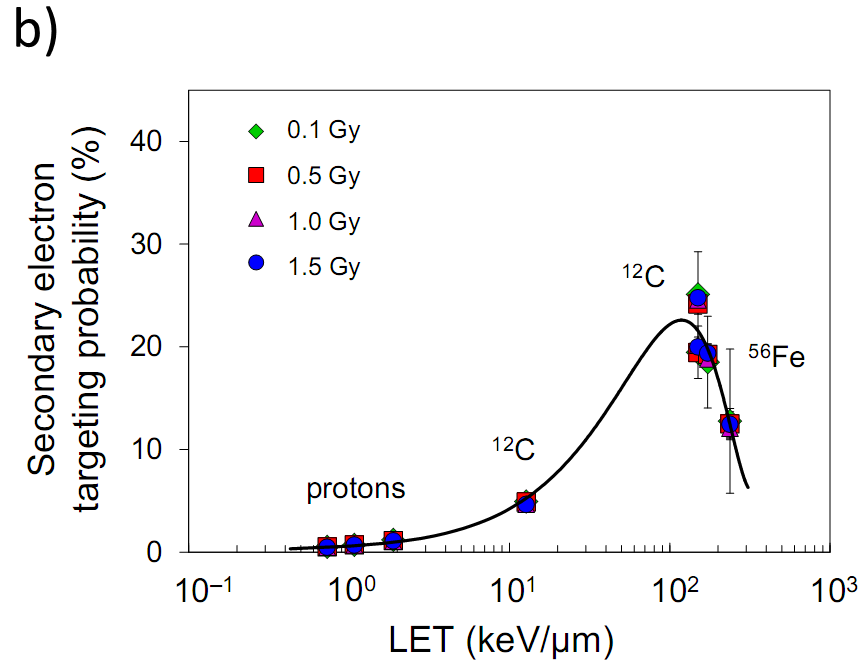 b)
Secondary electron
targeting probability (%)
40
30
20
10
0
0.1 Gy
0.5 Gy
1.0 Gy
1.5 Gy
¹²C
⁵⁶Fe
¹²C
protons
10⁻¹
10⁰
10¹
10²
10³
LET (keV/μm)